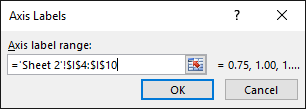 Axis Labels
Axis label range:
='Sheet 2'!$I$4:$I$10 = 0.75, 1.00, 1....
OK Cancel